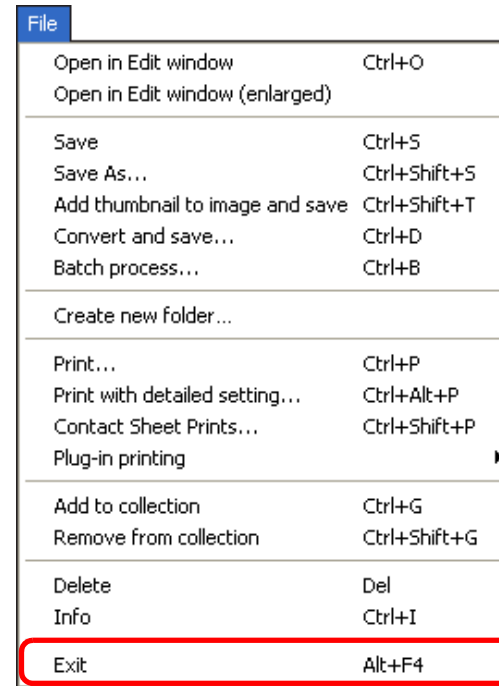 File
Open in Edit window Ctrl+O
Open in Edit window (enlarged)
Save Ctrl+S
Save As... Ctrl+Shift+S
Add thumbnail to image and save Ctrl+Shift+T
Convert and save... Ctrl+D
Batch process... Ctrl+B
Create new folder...
Print... Ctrl+P
Print with detailed setting... Ctrl+Alt+P
Contact Sheet Prints... Ctrl+Shift+P
Plug-in printing
Add to collection Ctrl+G
Remove from collection Ctrl+Shift+G
Delete Del
Info Ctrl+I
Exit Alt+F4